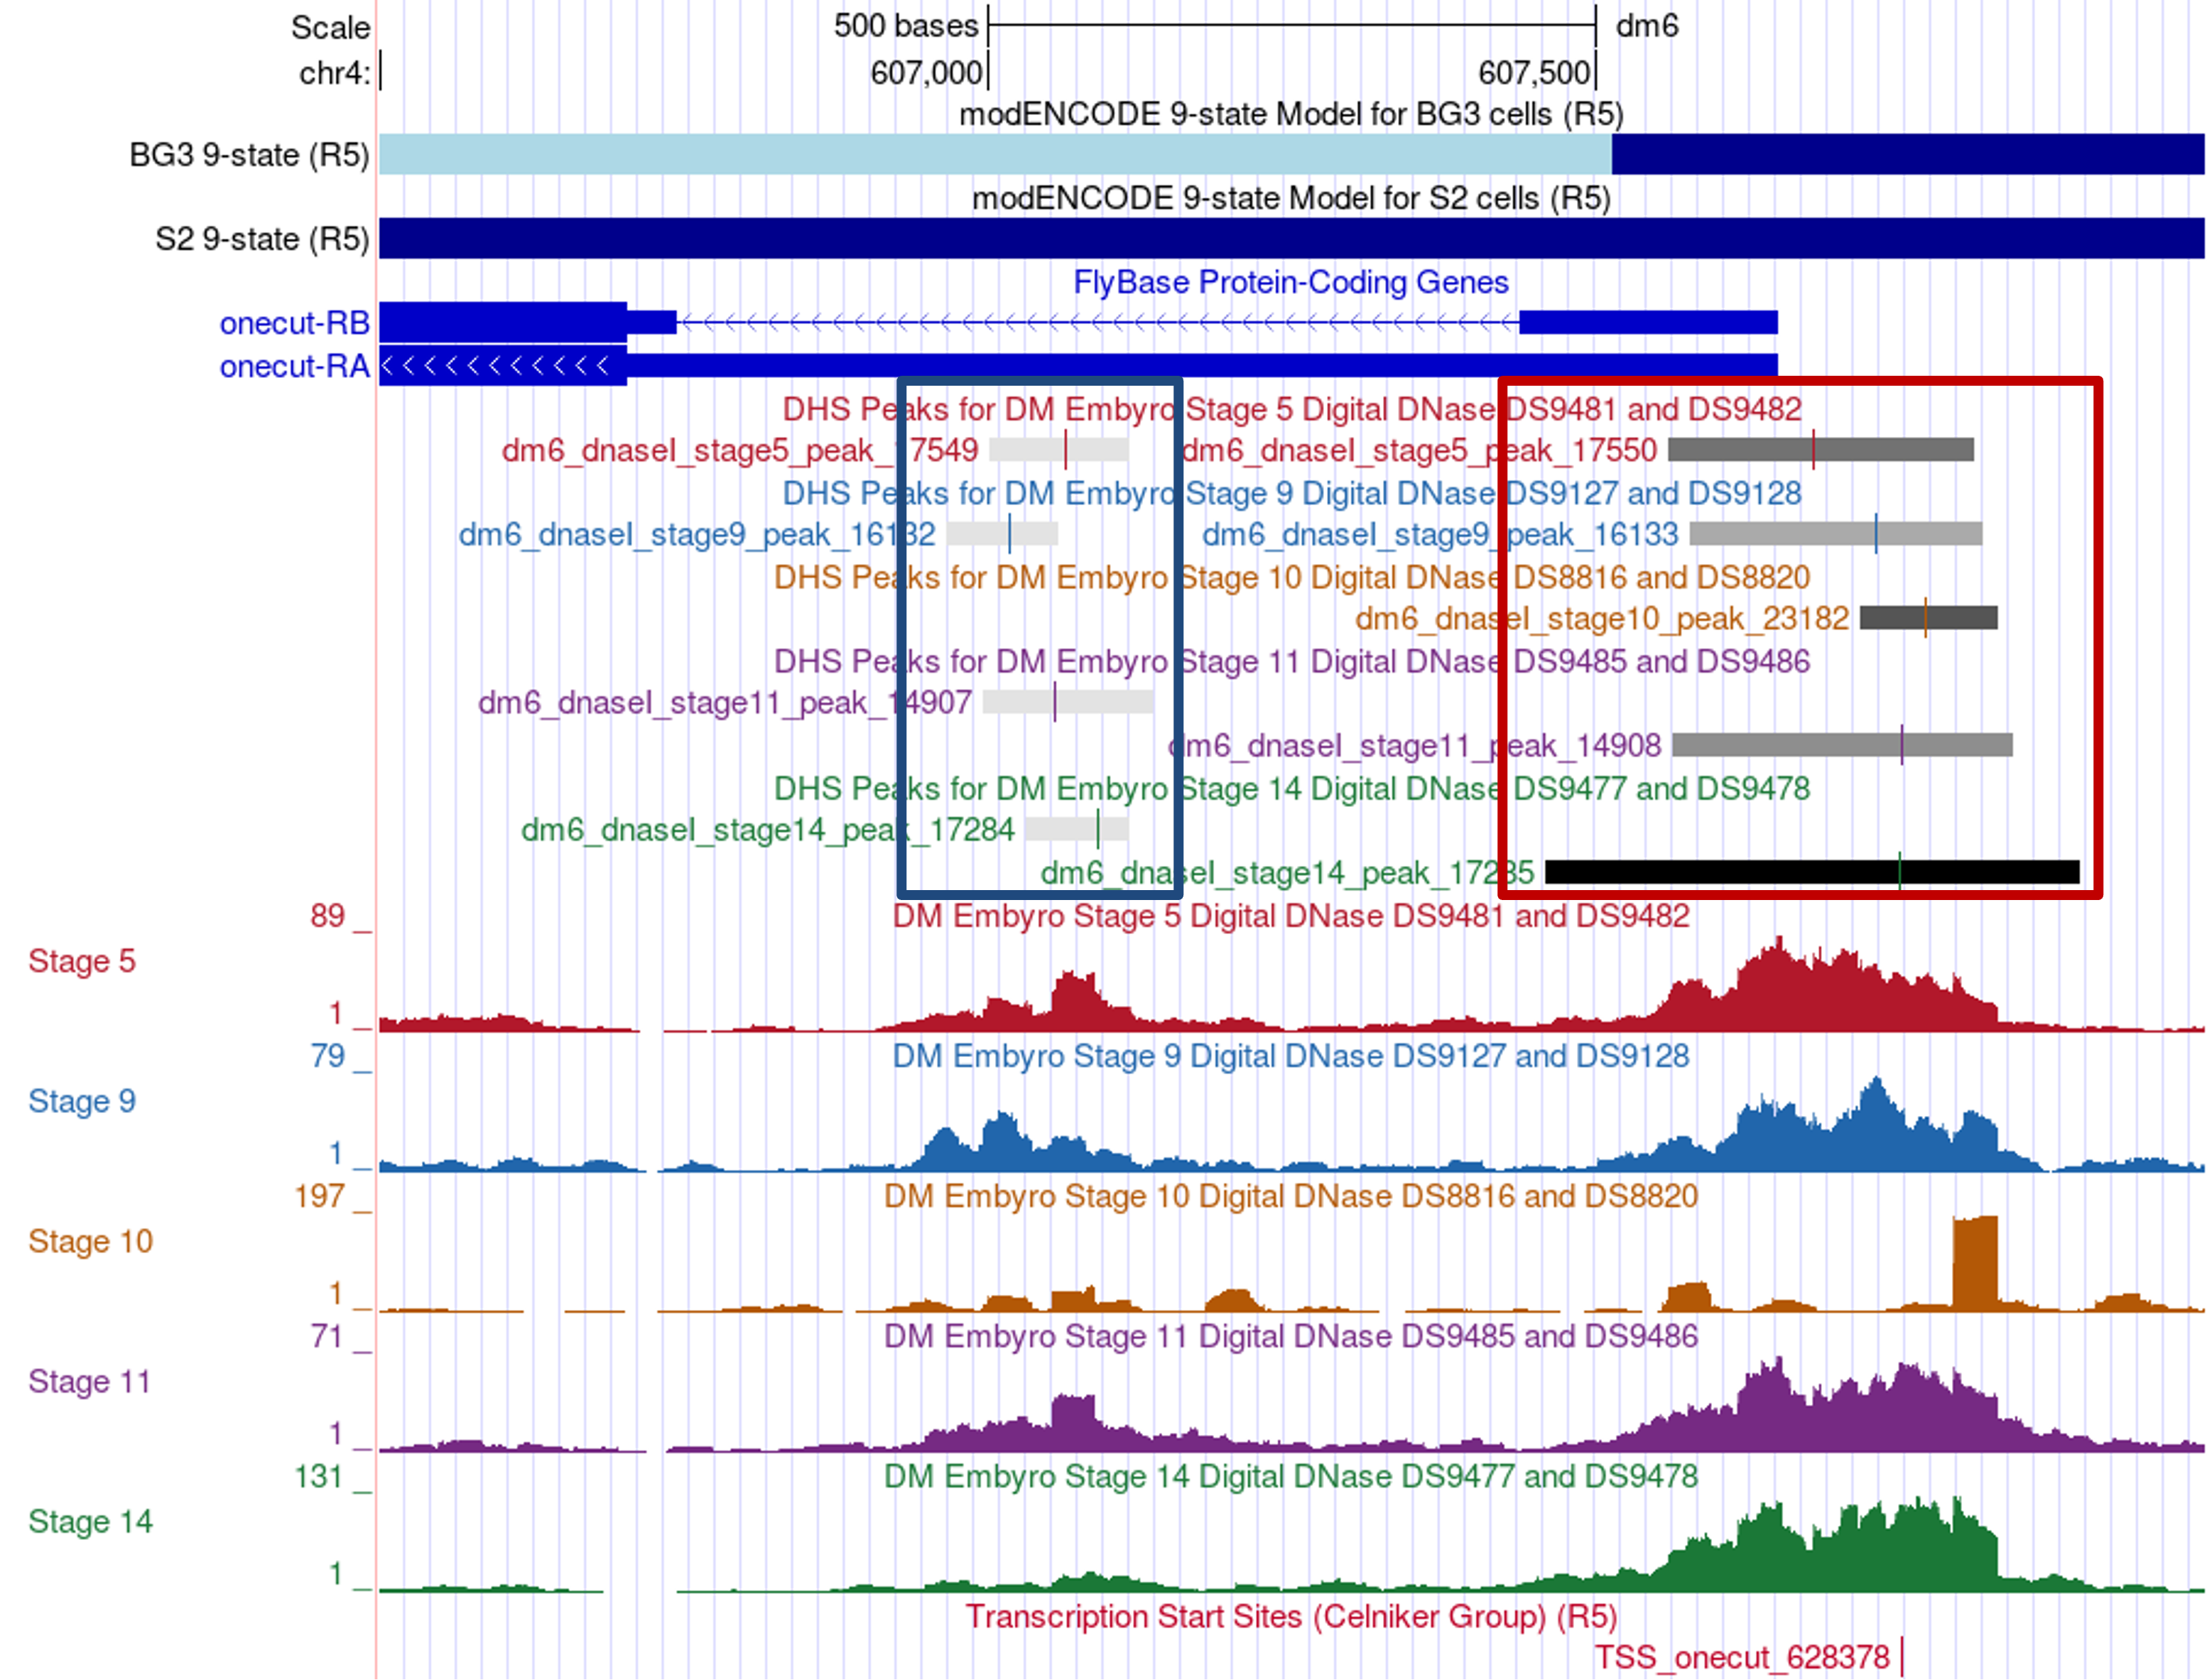 Scale 500 bases dm6
chr4: 607,000 607,500
modENCODE 9-state Model for BG3 cells (R5)
BG3 9-state (R5)
modENCODE 9-state Model for S2 cells (R5)
S2 9-state (R5)
FlyBase Protein-Coding Genes
onecut-RB
onecut-RA
DHS Peaks for DM Embyro Stage 5 Digital DNase DS9481 and DS9482
dm6_dnaseI_stage5_peak_17549 dm6_dnaseI_stage5_peak_17550
DHS Peaks for DM Embyro Stage 9 Digital DNase DS9127 and DS9128
dm6_dnaseI_stage9_peak_16132 dm6_dnaseI_stage9_peak_16133
DHS Peaks for DM Embyro Stage 10 Digital DNase DS8816 and DS8820
dm6_dnaseI_stage10_peak_23182
DHS Peaks for DM Embyro Stage 11 Digital DNase DS9485 and DS9486
dm6_dnaseI_stage11_peak_14907
dm6_dnaseI_stage11_peak_14908
DHS Peaks for DM Embyro Stage 14 Digital DNase DS9477 and DS9478
dm6_dnaseI_stage14_peak_17284
dm6_dnaseI_stage14_peak_17285
DM Embyro Stage 5 Digital DNase DS9481 and DS9482
89 _
Stage 5
1 _
DM Embyro Stage 9 Digital DNase DS9127 and DS9128
79 _
Stage 9
1 _
DM Embyro Stage 10 Digital DNase DS8816 and DS8820
197 _
Stage 10
1 _
DM Embyro Stage 11 Digital DNase DS9485 and DS9486
71 _
Stage 11
1 _
DM Embyro Stage 14 Digital DNase DS9477 and DS9478
131 _
Stage 14
1 _
Transcription Start Sites (Celniker Group) (R5)
TSS_onecut_628378